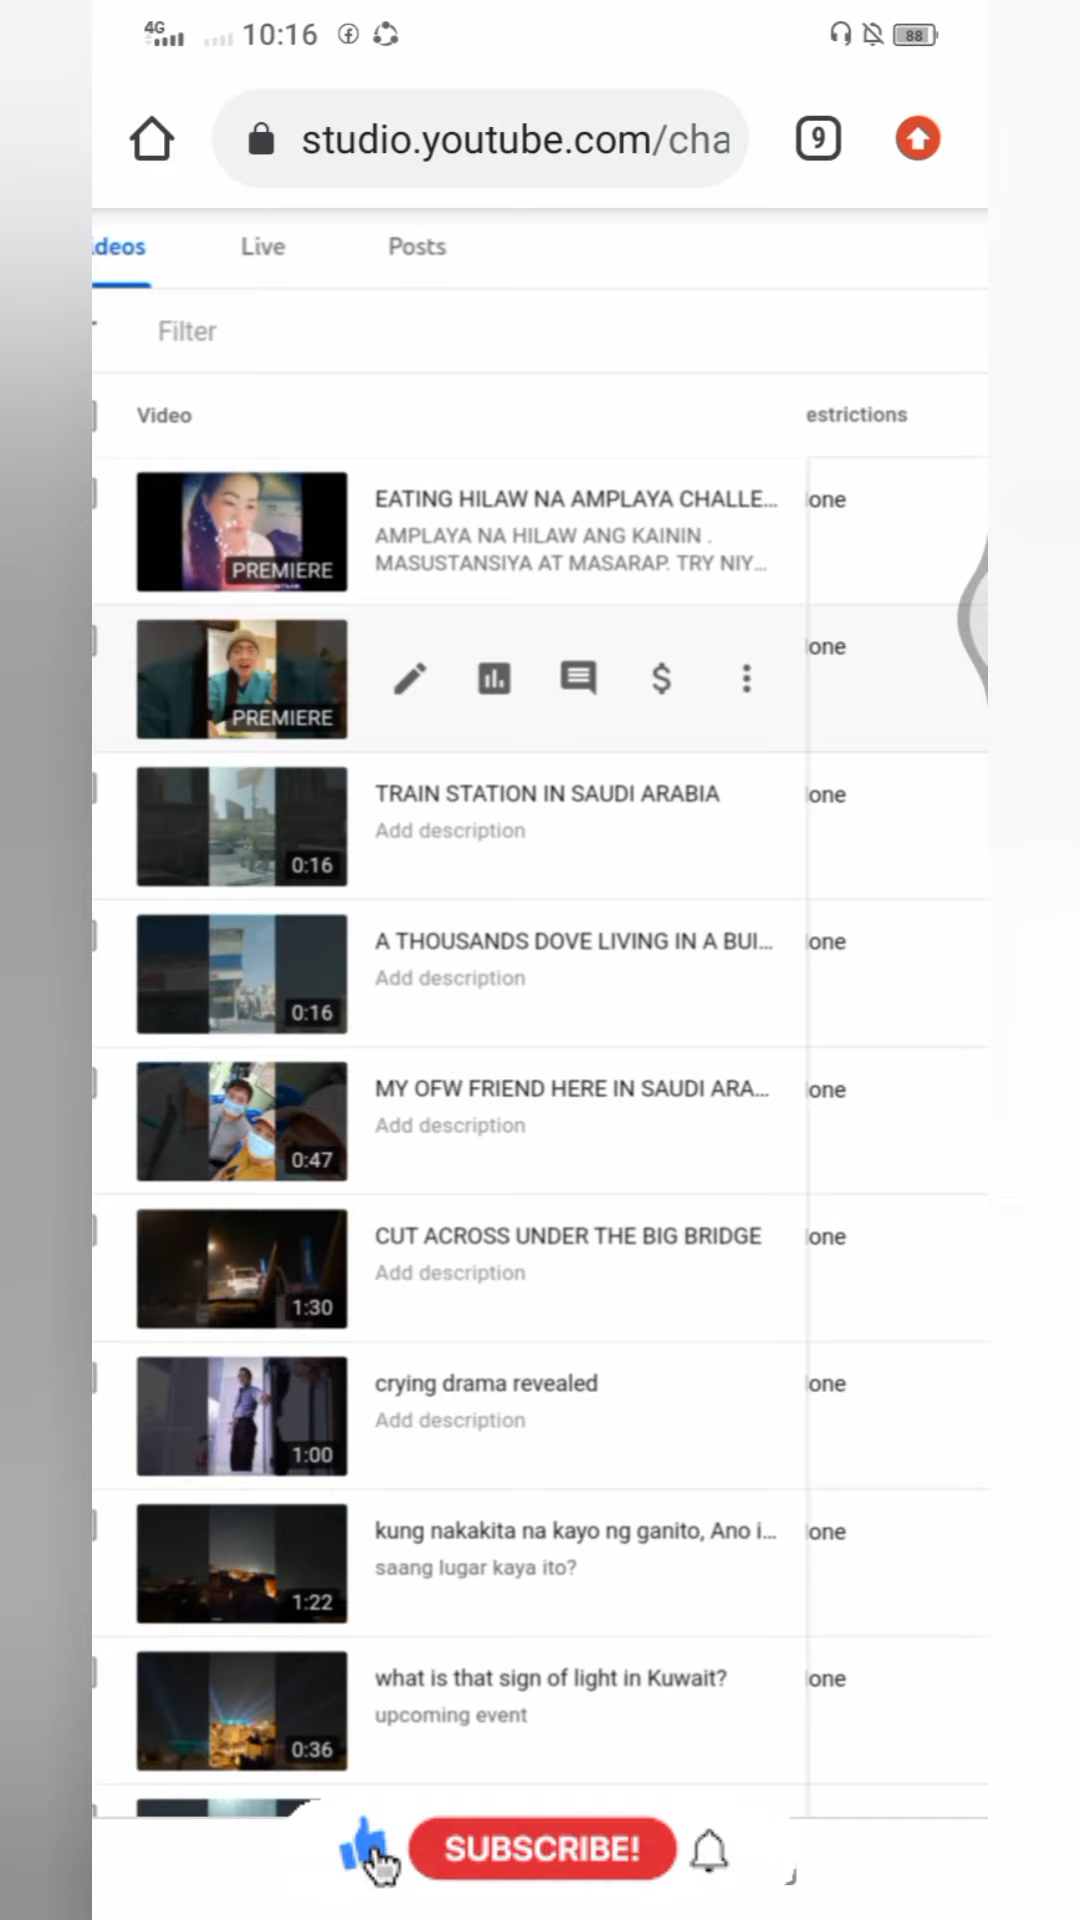 4G 10:16 88
studio.youtube.com/cha 9
deos Live Posts
Filter
Video estrictions
EATING HILAW NA AMPLAYA CHALLE... one
AMPLAYA NA HILAW ANG KAININ .
MASUSTANSIYA AT MASARAP. TRY NIY...
PREMIERE
one
$
PREMIERE
TRAIN STATION IN SAUDI ARABIA one
Add description
0:16
A THOUSANDS DOVE LIVING IN A BUI... one
Add description
0:16
MY OFW FRIEND HERE IN SAUDI ARA... one
Add description
0:47
CUT ACROSS UNDER THE BIG BRIDGE one
Add description
1:30
crying drama revealed one
Add description
1:00
kung nakakita na kayo ng ganito, Ano i... one
saang lugar kaya ito?
1:22
what is that sign of light in Kuwait? one
upcoming event
0:36
SUBSCRIBE!